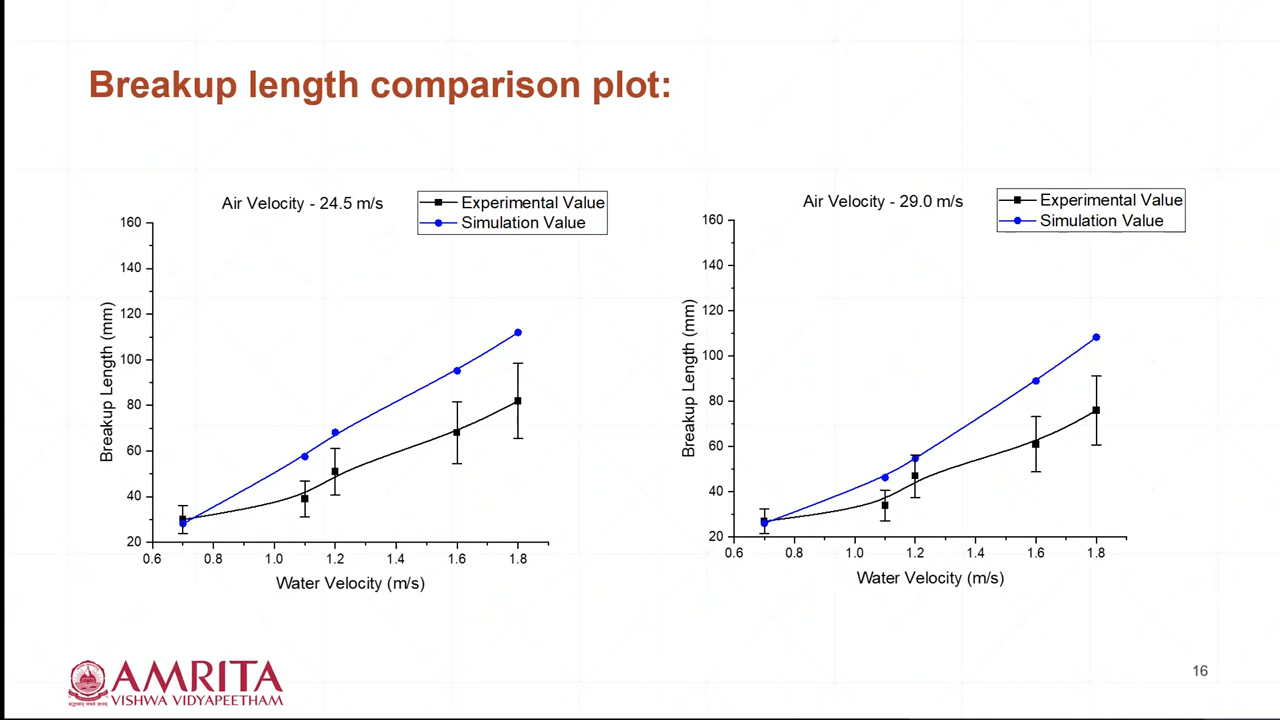 Breakup length comparison plot:
Air Velocity - 24.5 m/s
Experimental Value
Simulation Value
160
140
120
100
80
60
40
20
0.6 0.8 1.0 1.2 1.4 1.6 1.8
Breakup Length (mm)
Water Velocity (m/s)
Air Velocity - 29.0 m/s
Experimental Value
Simulation Value
160
140
120
100
80
60
40
20
0.6 0.8 1.0 1.2 1.4 1.6 1.8
Breakup Length (mm)
Water Velocity (m/s)
AMRITA
VISHWA VIDYAPEETHAM
16